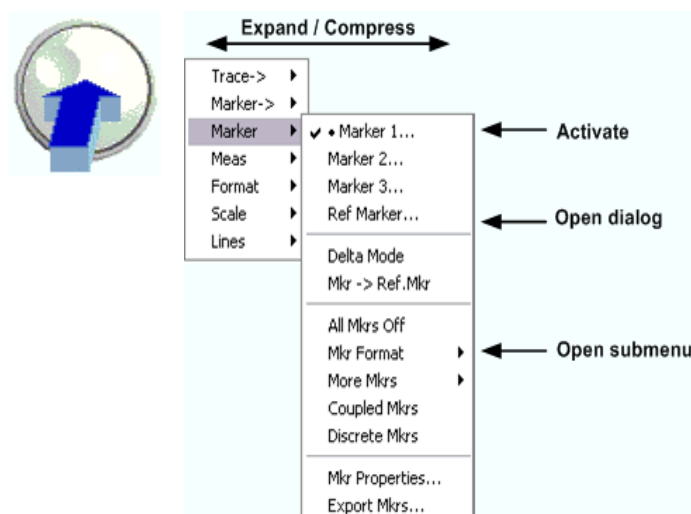 Expand / Compress
Trace->
Marker->
Marker
Meas
Format
Scale
Lines
• Marker 1...
Marker 2...
Marker 3...
Ref Marker...
Delta Mode
Mkr -> Ref.Mkr
All Mkrs Off
Mkr Format
More Mkrs
Coupled Mkrs
Discrete Mkrs
Mkr Properties...
Export Mkrs...
Activate
Open dialog
Open submenu